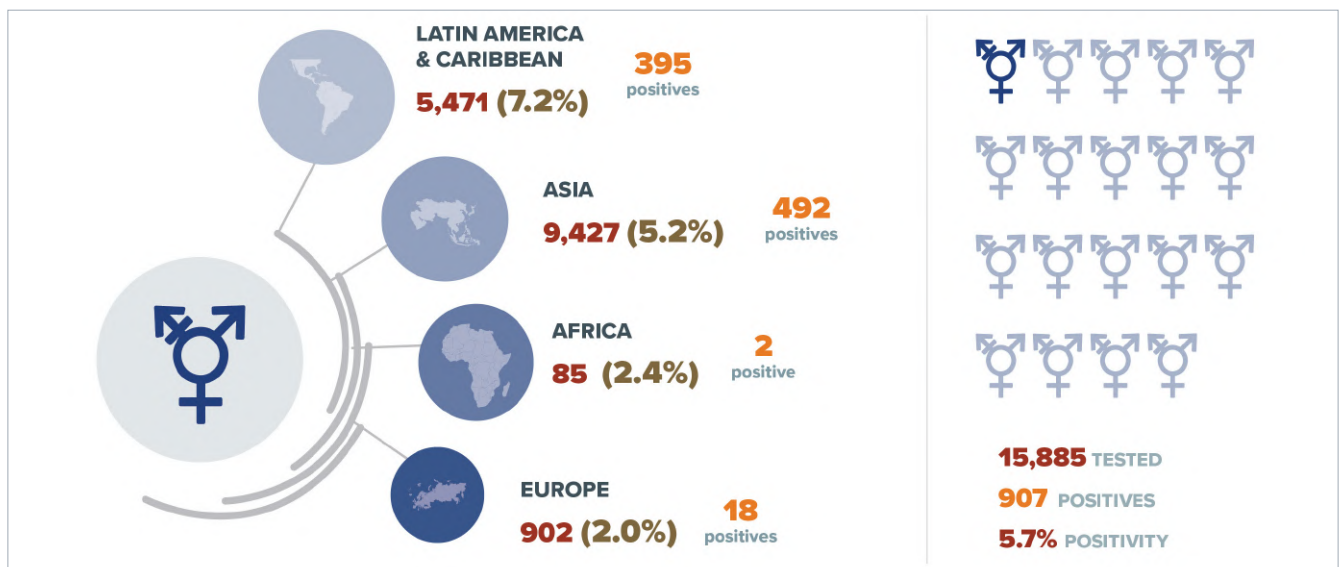 LATIN AMERICA
& CARIBBEAN
5,471 (7.2%)
395
positives
ASIA
9,427 (5.2%)
492
positives
AFRICA
85 (2.4%)
2
positive
EUROPE
902 (2.0%)
18
positives
15,885 TESTED
907 POSITIVES
5.7% POSITIVITY